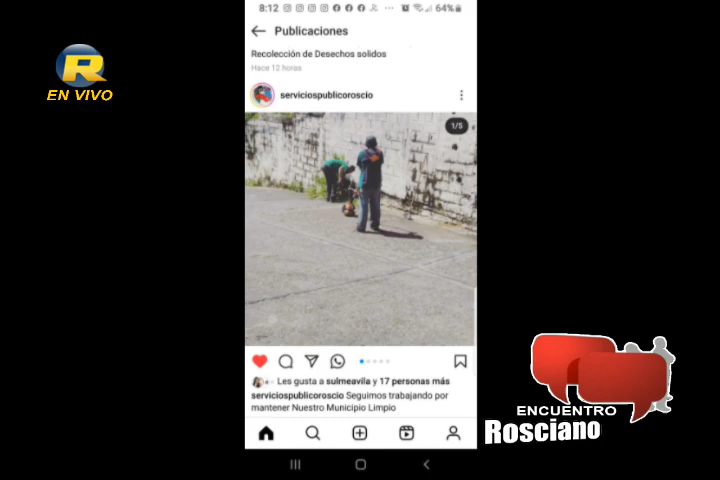 8:12
64%
Publicaciones
Recolección de Desechos solidos
Hace 12 horas
R
EN VIVO
serviciospublicoroscio
1/5
Les gusta a sulmeavila y 17 personas más
serviciospublicoroscio Seguimos trabajando por
mantener Nuestro Municipio Limpio
ENCUENTRO
Rosciano